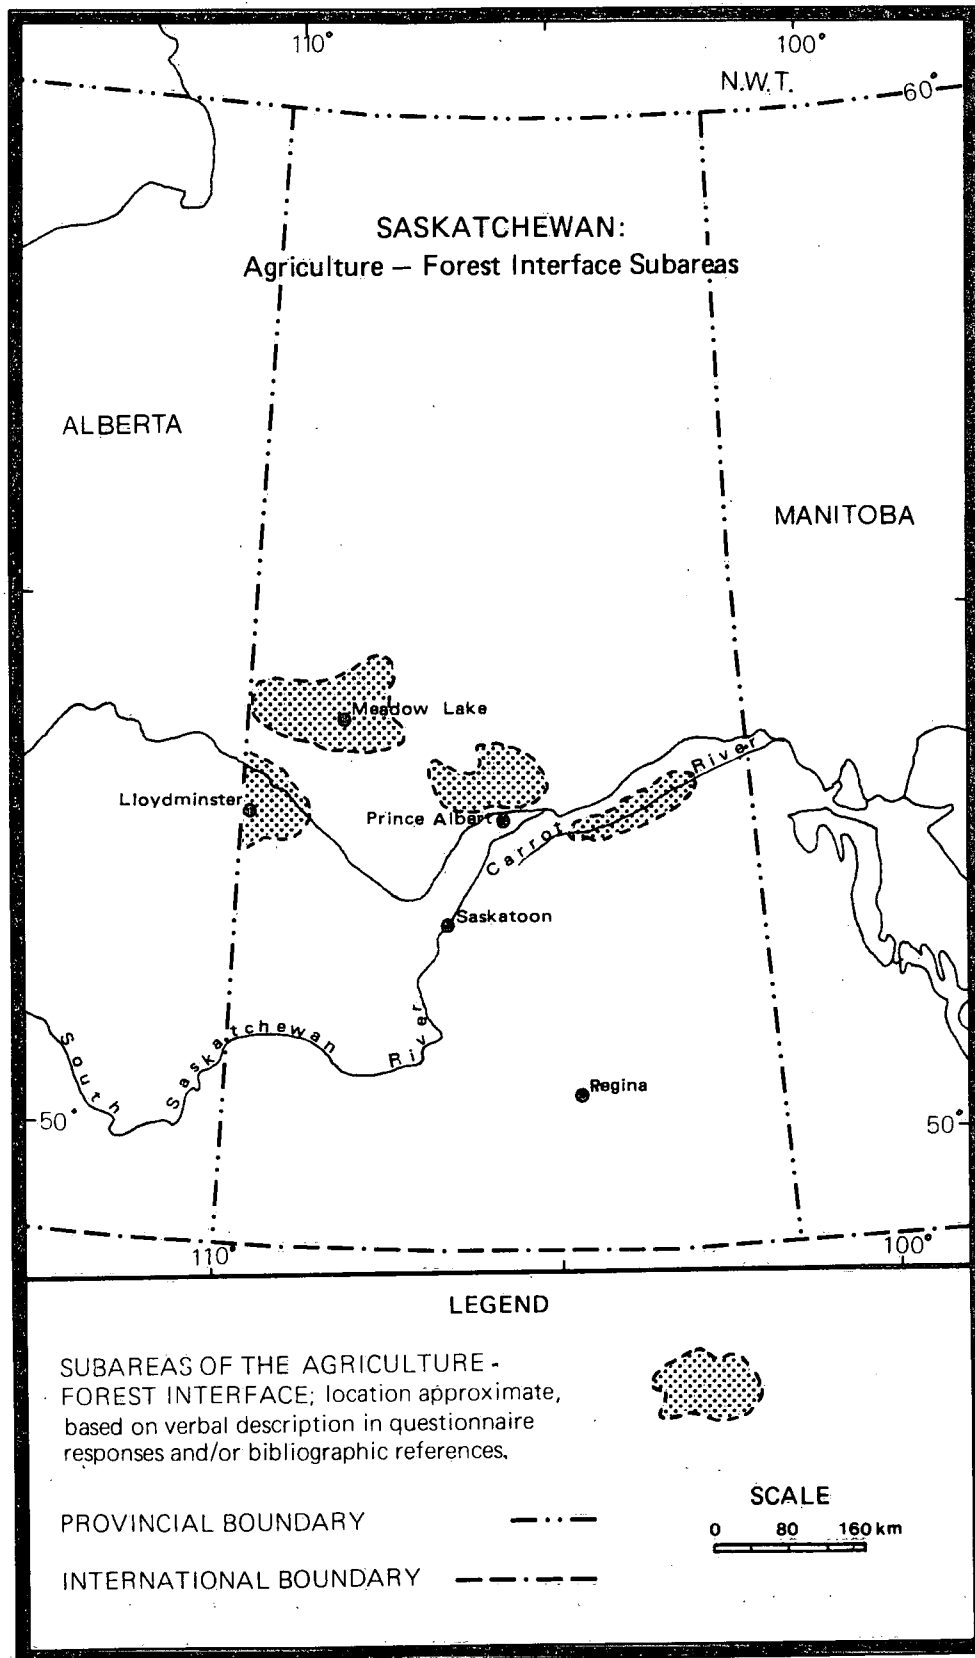 110°
100°
N.W.T.
60°
SASKATCHEWAN:
Agriculture – Forest Interface Subareas
ALBERTA
MANITOBA
Meadow Lake
Lloydminster
Prince Albert
Carrot River
Saskatoon
South Saskatchewan River
Regina
50°
50°
110°
100°
LEGEND
SUBAREAS OF THE AGRICULTURE -
FOREST INTERFACE; location approximate,
based on verbal description in questionnaire
responses and/or bibliographic references.
SCALE
0 80 160 km
PROVINCIAL BOUNDARY
INTERNATIONAL BOUNDARY